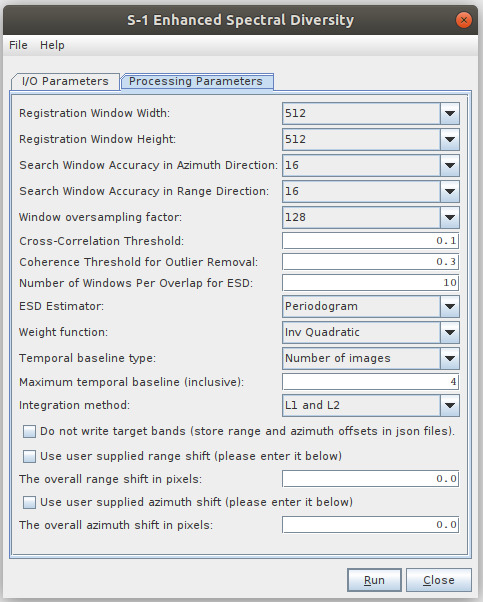 S-1 Enhanced Spectral Diversity
File Help
I/O Parameters Processing Parameters
Registration Window Width: 512
Registration Window Height: 512
Search Window Accuracy in Azimuth Direction: 16
Search Window Accuracy in Range Direction: 16
Window oversampling factor: 128
Cross-Correlation Threshold: 0.1
Coherence Threshold for Outlier Removal: 0.3
Number of Windows Per Overlap for ESD: 10
ESD Estimator: Periodogram
Weight function: Inv Quadratic
Temporal baseline type: Number of images
Maximum temporal baseline (inclusive): 4
Integration method: L1 and L2
Do not write target bands (store range and azimuth offsets in json files).
Use user supplied range shift (please enter it below)
The overall range shift in pixels: 0.0
Use user supplied azimuth shift (please enter it below)
The overall azimuth shift in pixels: 0.0
Run Close